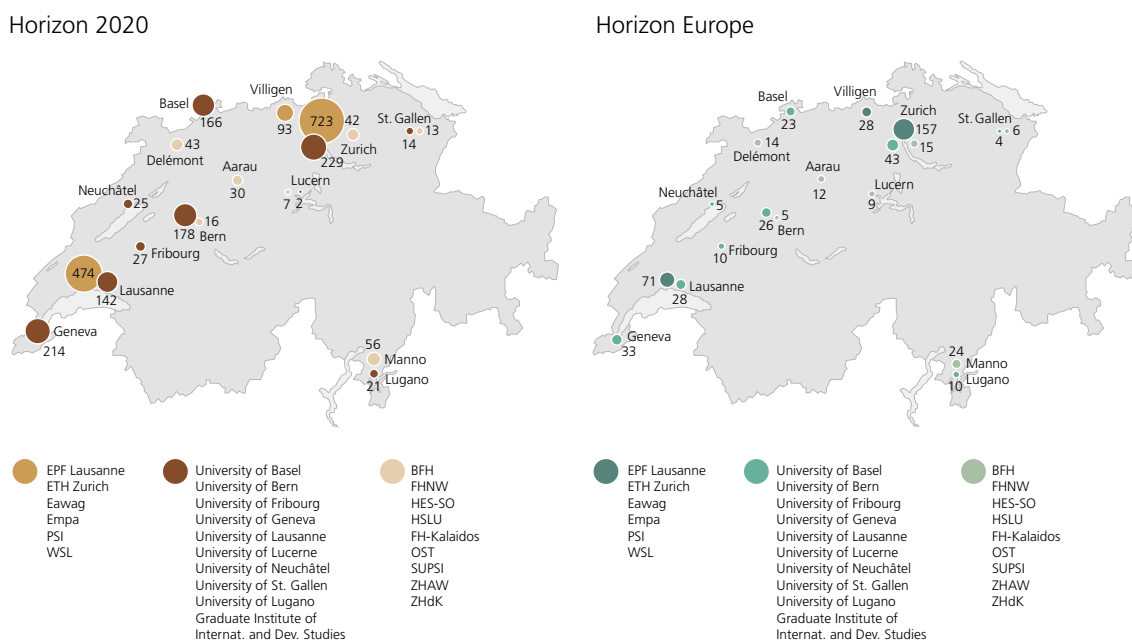 Horizon 2020
Villigen
Basel
166
93
723
42
St. Gallen
13
14
43
Delémont
Zurich
229
Aarau
30
Lucern
7
2
Neuchâtel
25
16
178
Bern
27
Fribourg
474
Lausanne
142
Geneva
214
56
Manno
21
Lugano
EPF Lausanne
ETH Zurich
Eawag
Empa
PSI
WSL
University of Basel
University of Bern
University of Fribourg
University of Geneva
University of Lausanne
University of Lucerne
University of Neuchâtel
University of St. Gallen
University of Lugano
Graduate Institute of
Internat. and Dev. Studies
BFH
FHNW
HES-SO
HSLU
FH-Kalaidos
OST
SUPSI
ZHAW
ZHdK
Horizon Europe
Villigen
Basel
23
28
Zurich
157
St. Gallen
6
4
14
Delémont
15
43
Aarau
12
Lucern
9
Neuchâtel
5
5
26
Bern
10
Fribourg
71
Lausanne
28
Geneva
33
24
Manno
10
Lugano
EPF Lausanne
ETH Zurich
Eawag
Empa
PSI
WSL
University of Basel
University of Bern
University of Fribourg
University of Geneva
University of Lausanne
University of Lucerne
University of Neuchâtel
University of St. Gallen
University of Lugano
Graduate Institute of
Internat. and Dev. Studies
BFH
FHNW
HES-SO
HSLU
FH-Kalaidos
OST
SUPSI
ZHAW
ZHdK